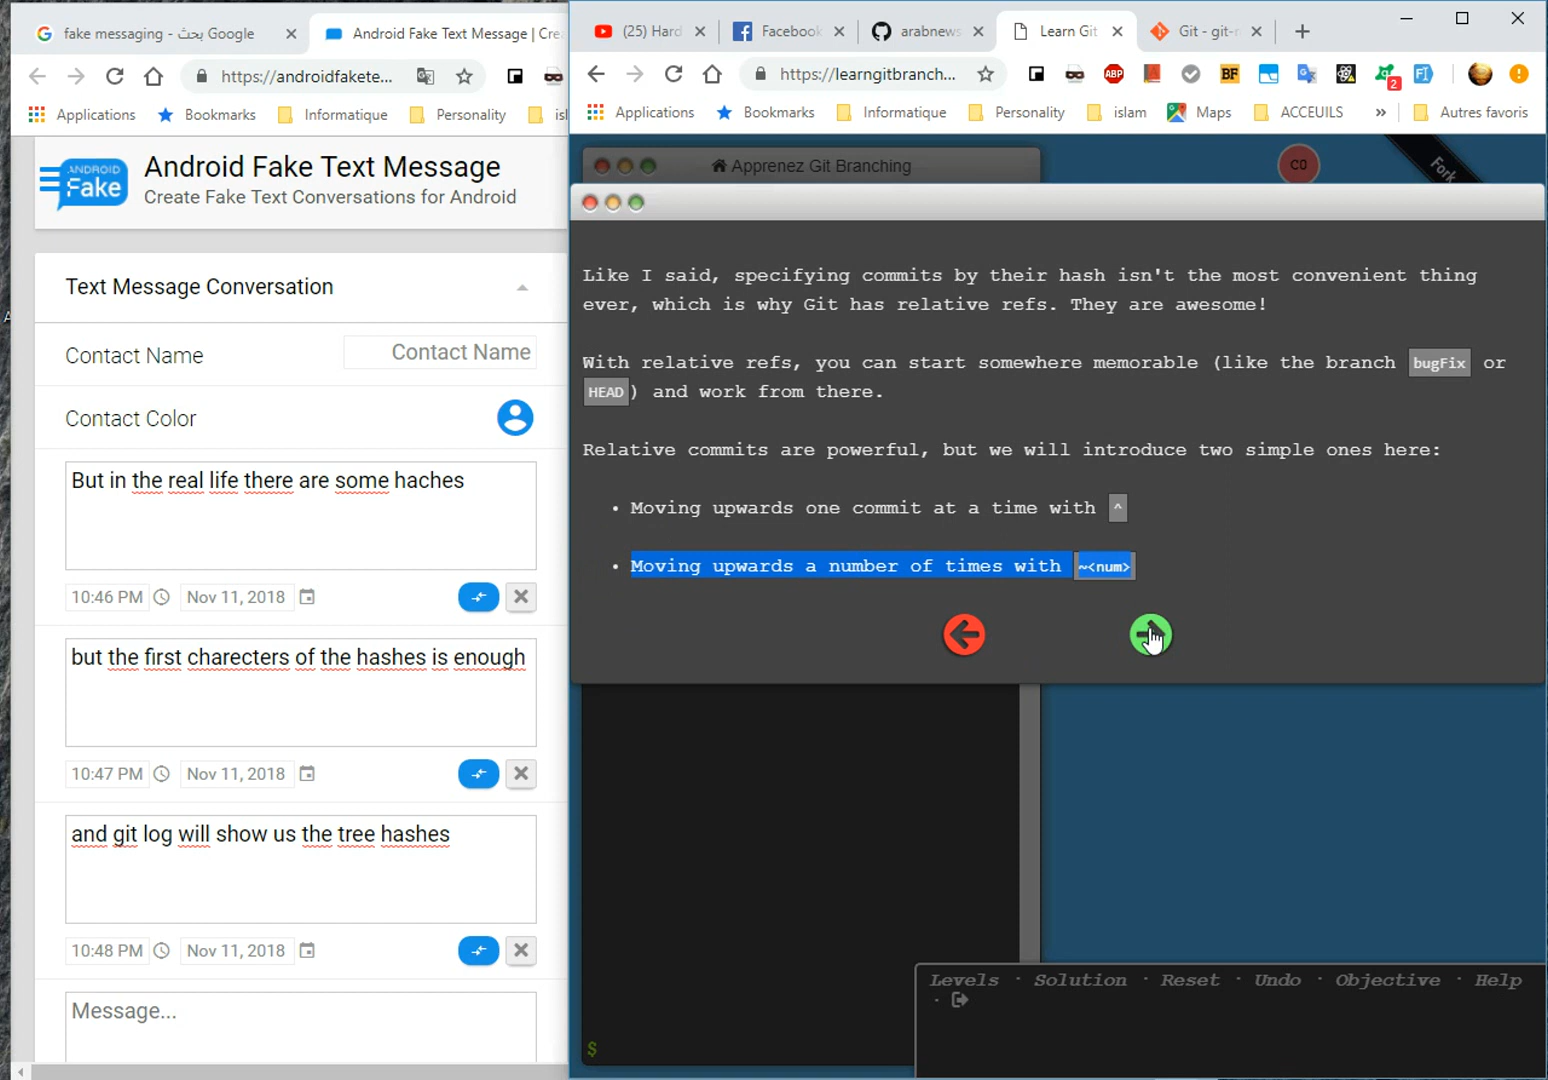 fake messaging - بحث Google
Android Fake Text Message | Cre
https://androidfakete...
Applications
Bookmarks
Informatique
Personality
isl
ANDROID
Fake
Android Fake Text Message
Create Fake Text Conversations for Android
Text Message Conversation
Contact Name
Contact Name
Contact Color
But in the real life there are some haches
10:46 PM
Nov 11, 2018
but the first charecters of the hashes is enough
10:47 PM
Nov 11, 2018
and git log will show us the tree hashes
10:48 PM
Nov 11, 2018
Message...
(25) Hard
Facebook
arabnews
Learn Git
Git - git-r
https://learngitbranch...
ABP
BF
2
Applications
Bookmarks
Informatique
Personality
islam
Maps
ACCEUILS
»
Autres favoris
Apprenez Git Branching
C0
Fork
Like I said, specifying commits by their hash isn't the most convenient thing
ever, which is why Git has relative refs. They are awesome!
With relative refs, you can start somewhere memorable (like the branch bugFix or
HEAD) and work from there.
Relative commits are powerful, but we will introduce two simple ones here:
• Moving upwards one commit at a time with ^
• Moving upwards a number of times with ~<num>
Levels · Solution · Reset · Undo · Objective · Help
·
$